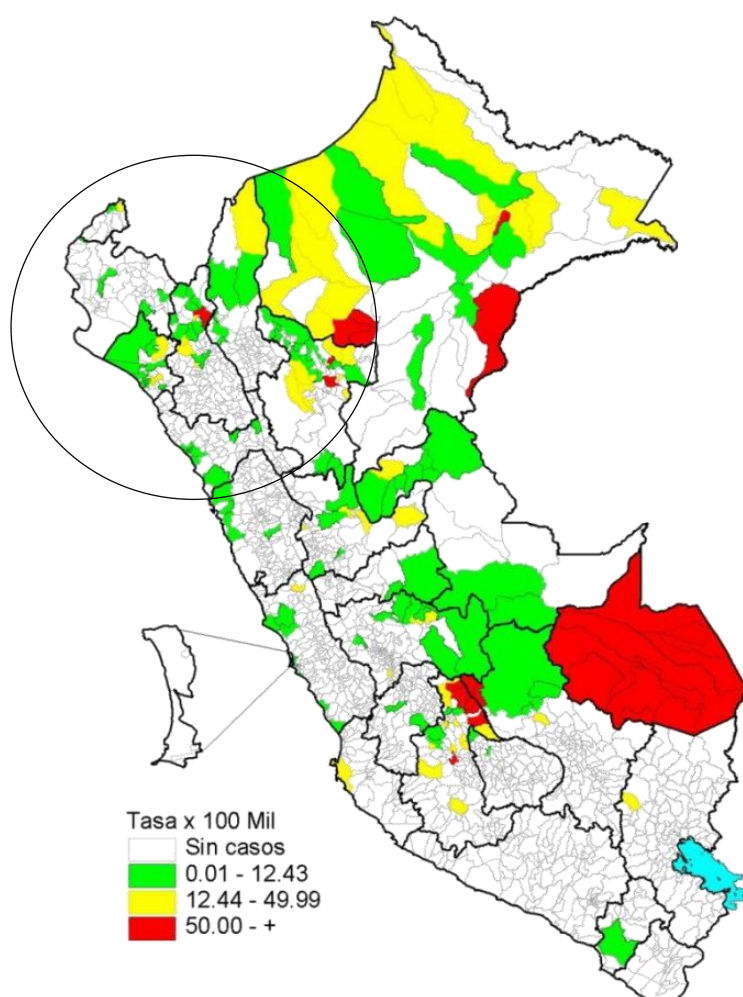 Tasa x 100 Mil
Sin casos
0.01 - 12.43
12.44 - 49.99
50.00 - +